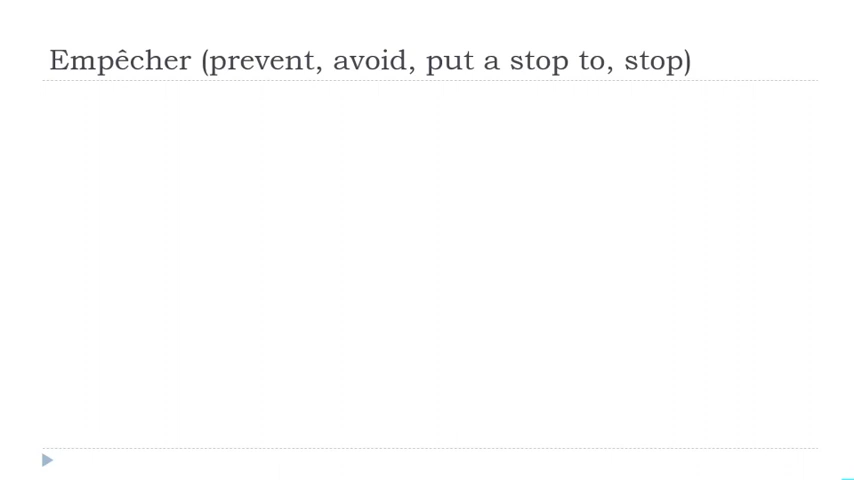 Empêcher (prevent, avoid, put a stop to, stop)